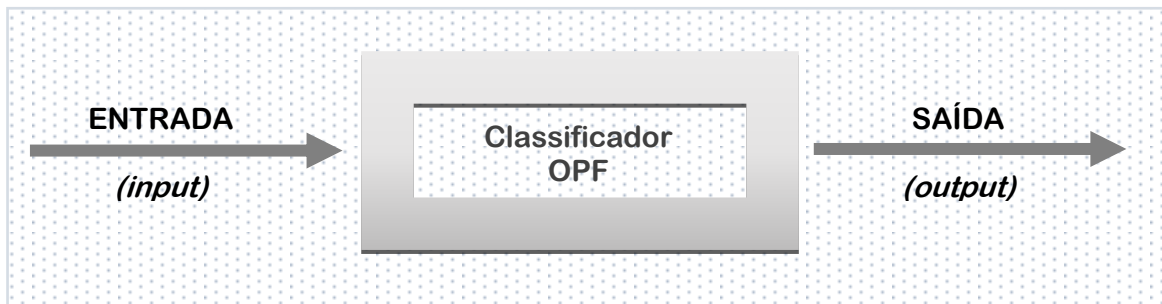 ENTRADA
(input)
Classificador
OPF
SAÍDA
(output)